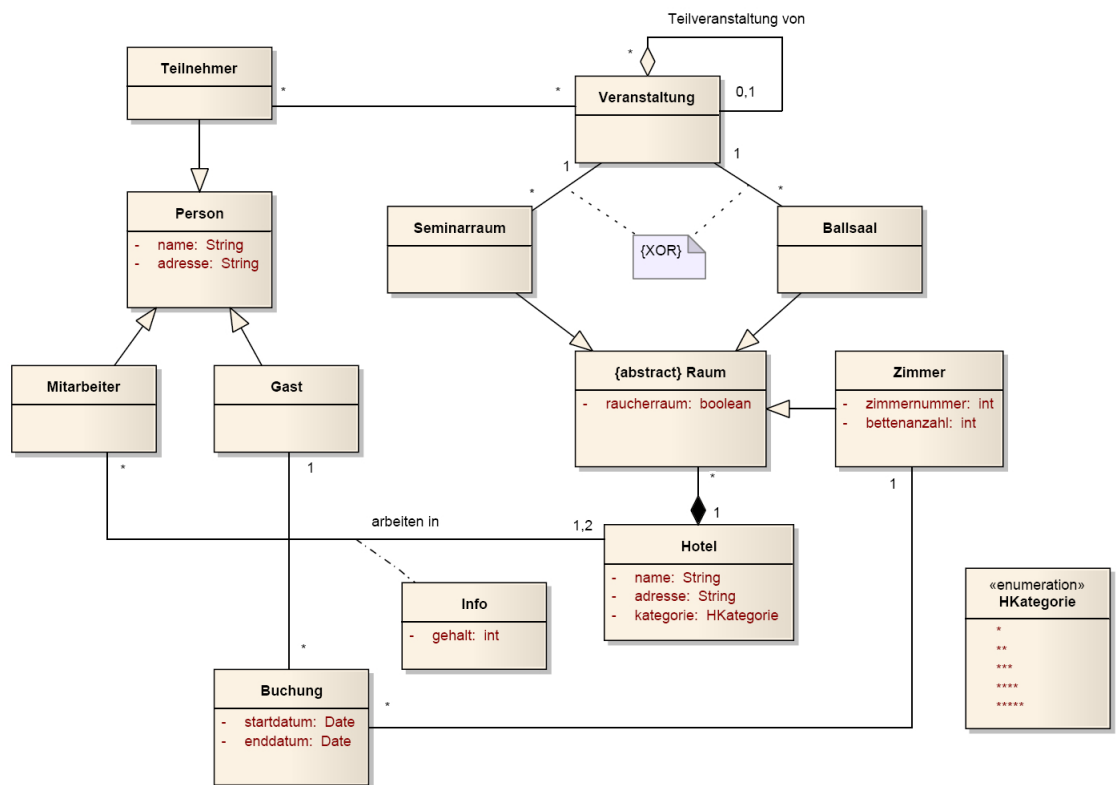 Teilveranstaltung von
*
0,1
Teilnehmer
*
*
Veranstaltung
1
*
1
*
Person
- name: String
- adresse: String
Seminarraum
{XOR}
Ballsaal
Mitarbeiter
*
Gast
1
{abstract} Raum
- raucherraum: boolean
*
1
Zimmer
- zimmernummer: int
- bettenanzahl: int
1
arbeiten in
1,2
Hotel
- name: String
- adresse: String
- kategorie: HKategorie
Info
- gehalt: int
«enumeration»
HKategorie
*
**
***
****
*****
*
*
Buchung
- startdatum: Date
- enddatum: Date